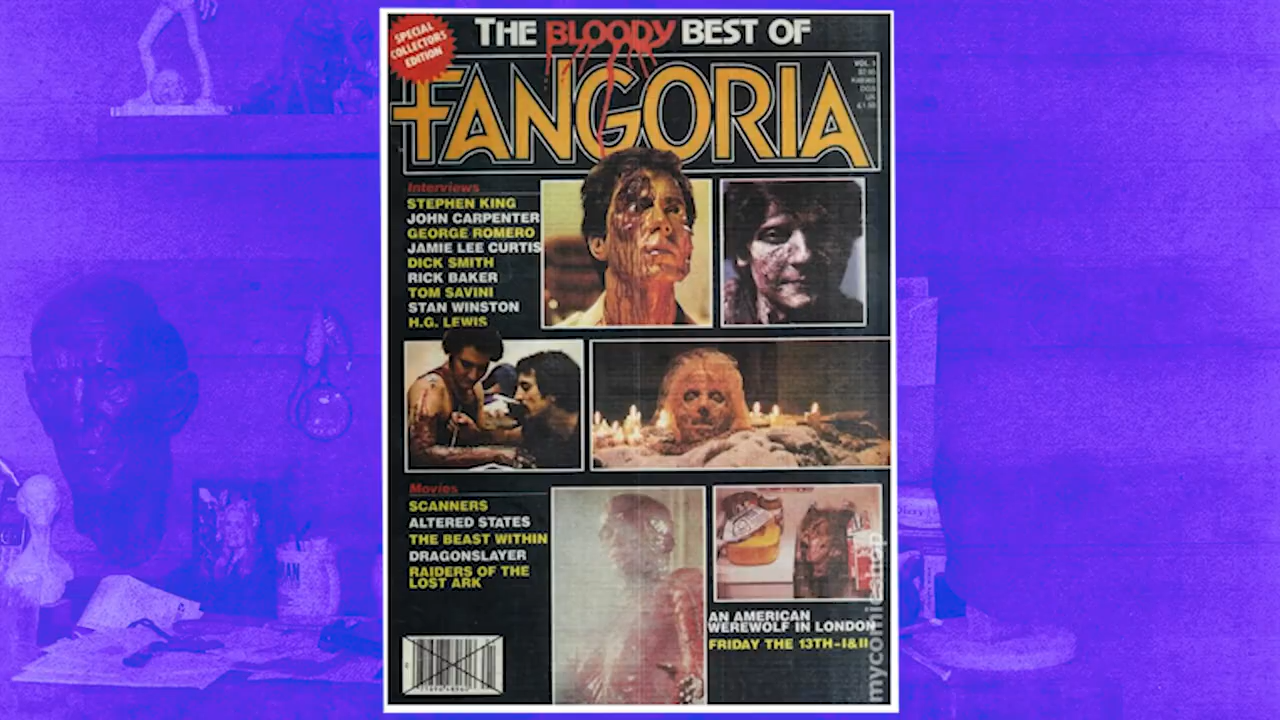 SPECIAL
COLLECTORS
EDITION
THE BLOODY BEST OF
FANGORIA
VOL. 1
Interviews
STEPHEN KING
JOHN CARPENTER
GEORGE ROMERO
JAMIE LEE CURTIS
DICK SMITH
RICK BAKER
TOM SAVINI
STAN WINSTON
H.G. LEWIS
Movies
SCANNERS
ALTERED STATES
THE BEAST WITHIN
DRAGONSLAYER
RAIDERS OF THE
LOST ARK
AN AMERICAN
WEREWOLF IN LONDON
FRIDAY THE 13TH-I&II
mycomicshop